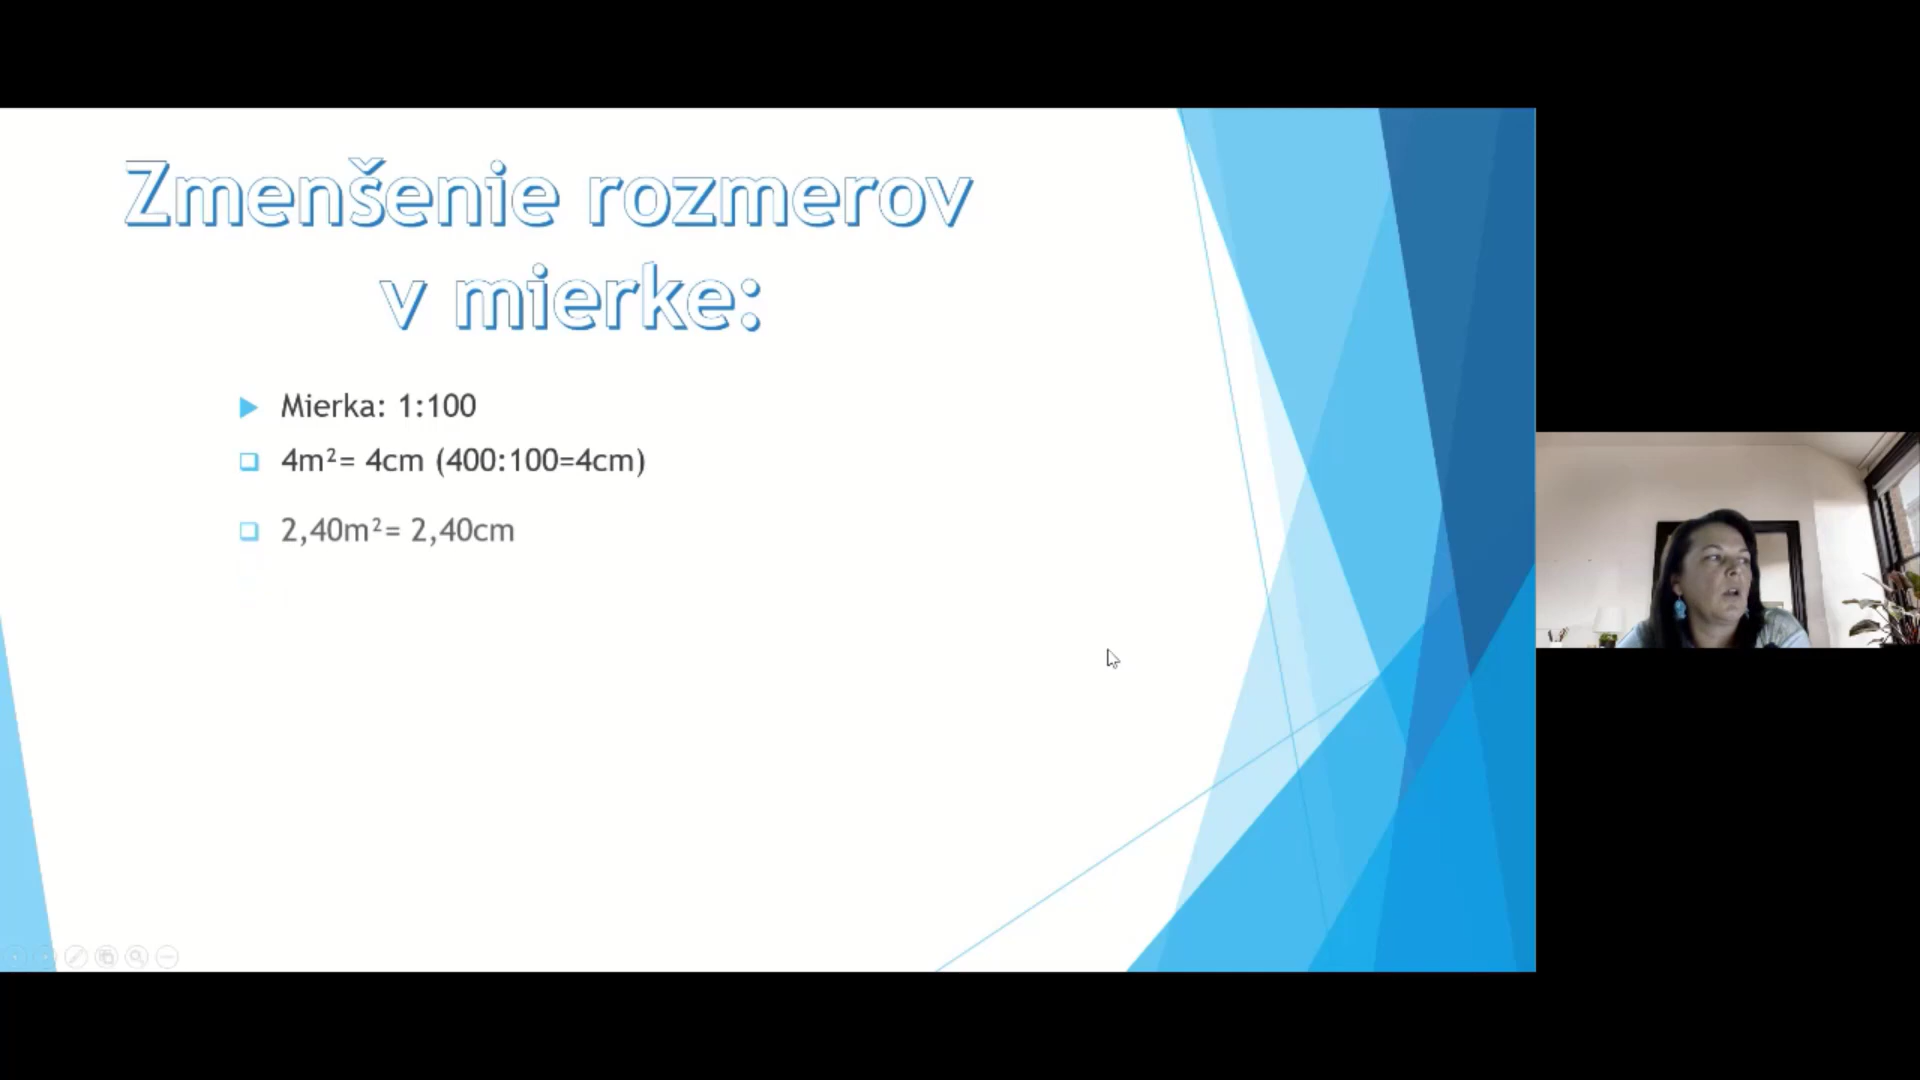 Zmenšenie rozmerov
v mierke:
Mierka: 1:100
4m²= 4cm (400:100=4cm)
2,40m²= 2,40cm